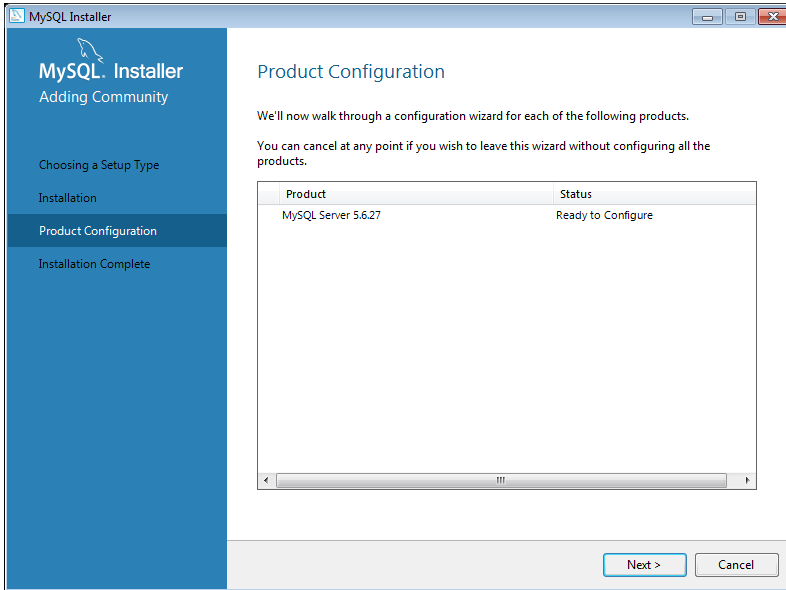 MySQL Installer
MySQL. Installer
Adding Community
Choosing a Setup Type
Installation
Product Configuration
Installation Complete
Product Configuration
We'll now walk through a configuration wizard for each of the following products.
You can cancel at any point if you wish to leave this wizard without configuring all the
products.
Product Status
MySQL Server 5.6.27 Ready to Configure
Next > Cancel